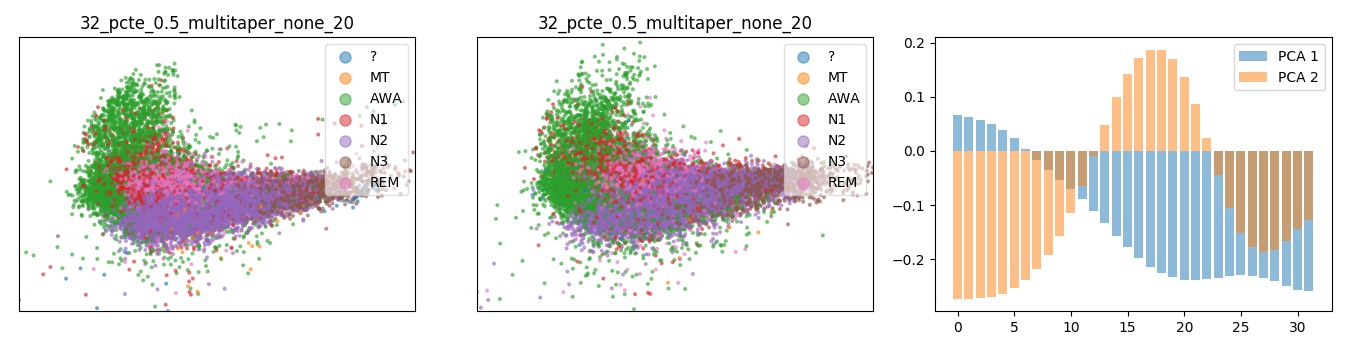 32_pcte_0.5_multitaper_none_20
?
MT
AWA
N1
N2
N3
REM
32_pcte_0.5_multitaper_none_20
?
MT
AWA
N1
N2
N3
REM
0.2
0.1
0.0
−0.1
−0.2
0
5
10
15
20
25
30
PCA 1
PCA 2